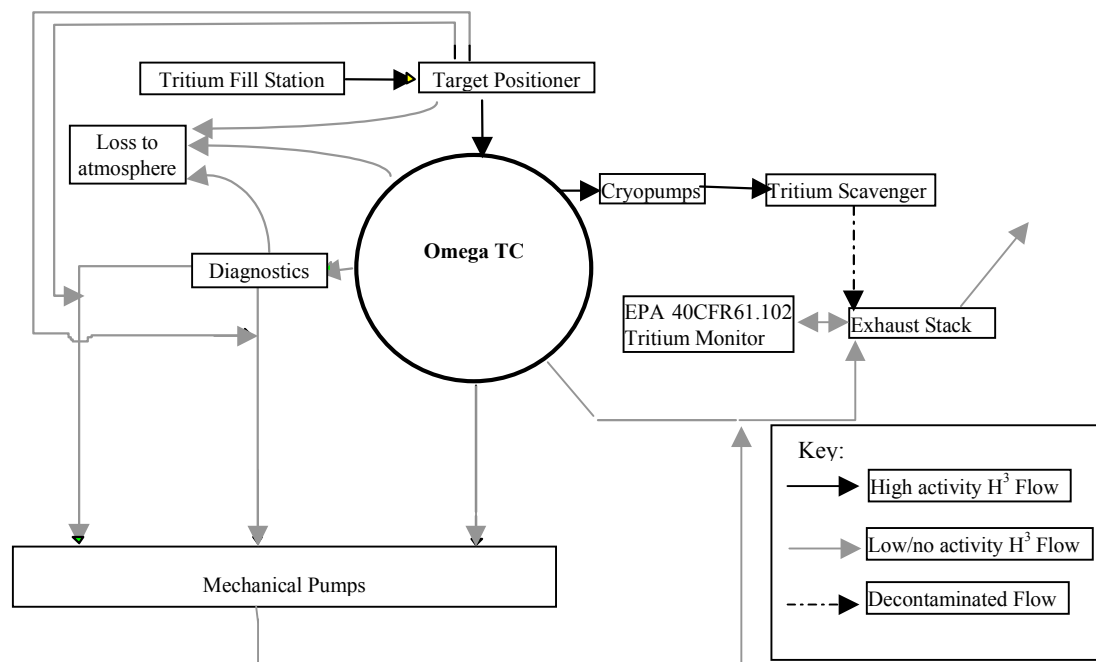 Tritium Fill Station
Target Positioner
Loss to
atmosphere
Cryopumps
Tritium Scavenger
Omega TC
Diagnostics
EPA 40CFR61.102
Tritium Monitor
Exhaust Stack
Key:
High activity H³ Flow
Low/no activity H³ Flow
Decontaminated Flow
Mechanical Pumps